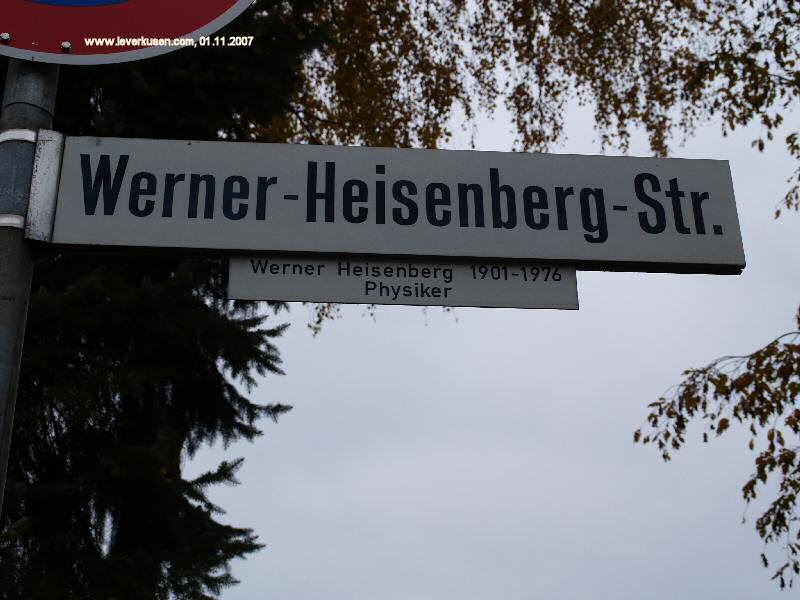 www.leverkusen.com, 01.11.2007
Werner-Heisenberg-Str.
Werner Heisenberg 1901-1976
Physiker